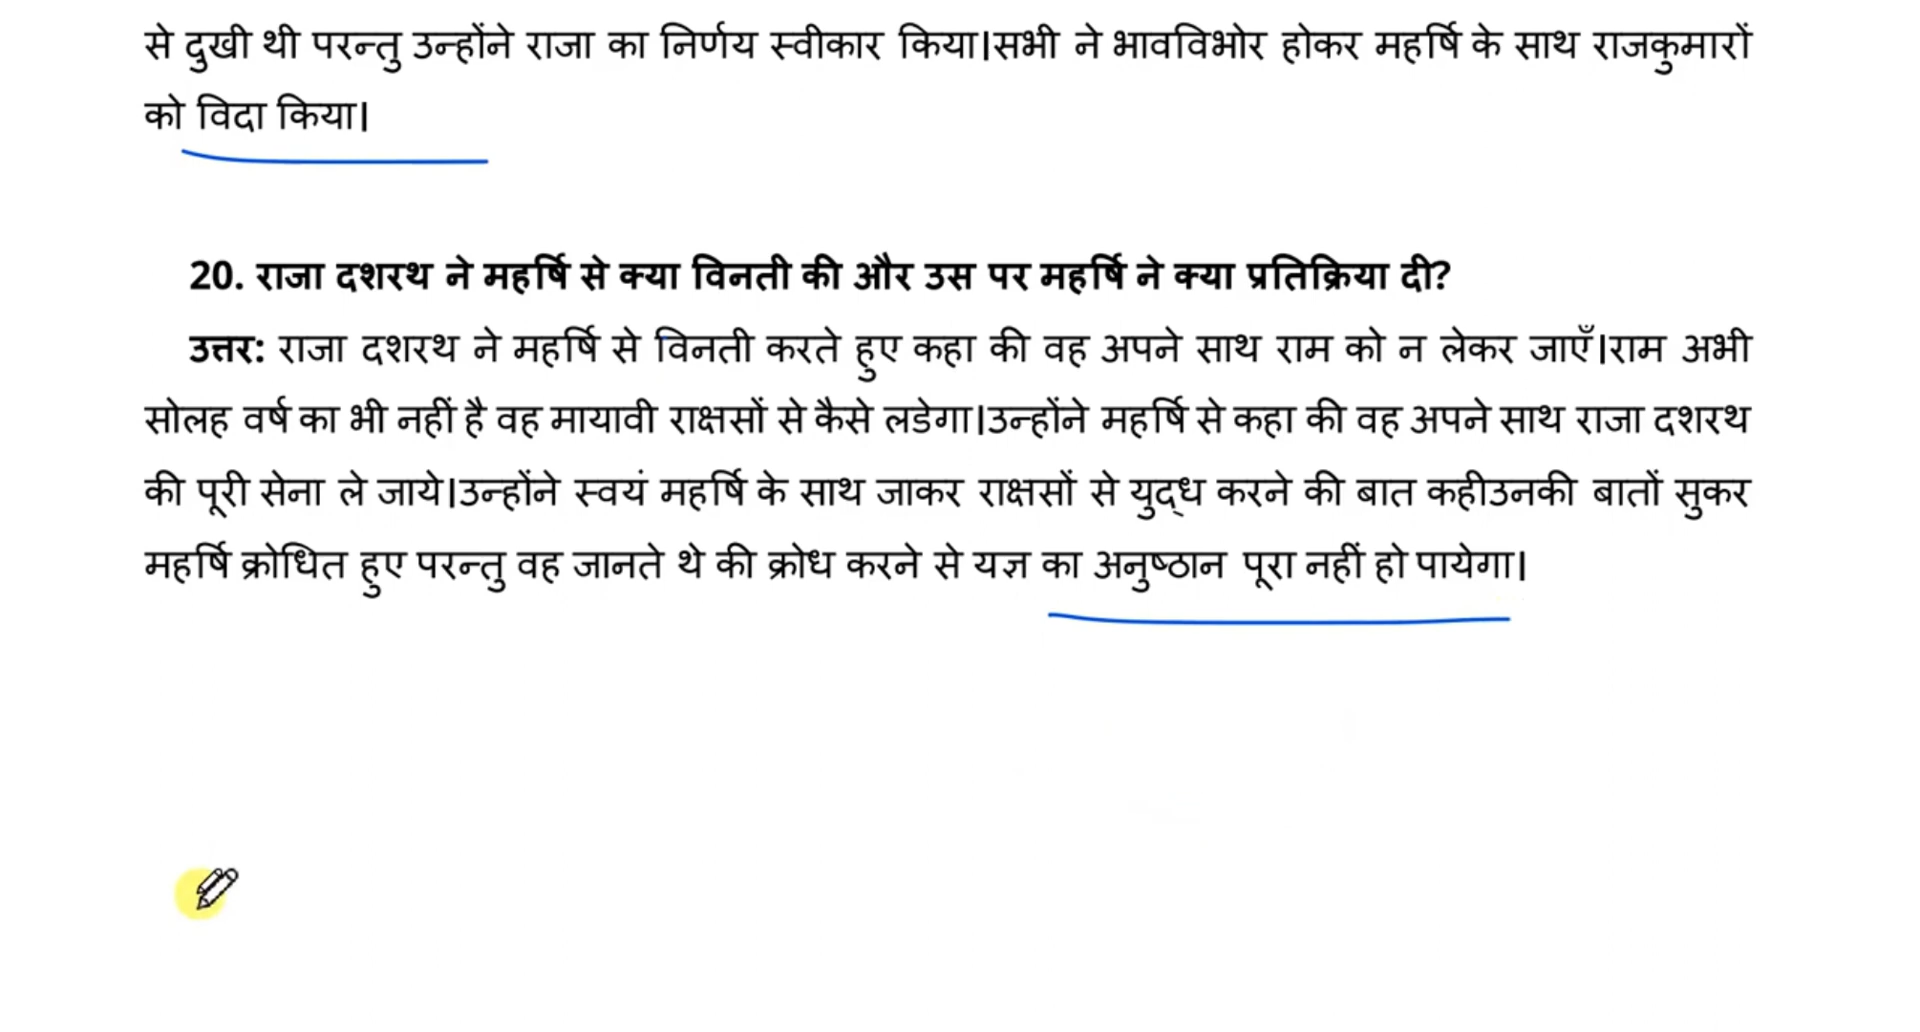 से दुखी थी परन्तु उन्होंने राजा का निर्णय स्वीकार किया।सभी ने भावविभोर होकर महर्षि के साथ राजकुमारों
को विदा किया।
20. राजा दशरथ ने महर्षि से क्या विनती की और उस पर महर्षि ने क्या प्रतिक्रिया दी?
उत्तर: राजा दशरथ ने महर्षि से विनती करते हुए कहा की वह अपने साथ राम को न लेकर जाएँ।राम अभी
सोलह वर्ष का भी नहीं है वह मायावी राक्षसों से कैसे लडेगा।उन्होंने महर्षि से कहा की वह अपने साथ राजा दशरथ
की पूरी सेना ले जाये।उन्होंने स्वयं महर्षि के साथ जाकर राक्षसों से युद्ध करने की बात कहीउनकी बातों सुकर
महर्षि क्रोधित हुए परन्तु वह जानते थे की क्रोध करने से यज्ञ का अनुष्ठान पूरा नहीं हो पायेगा।